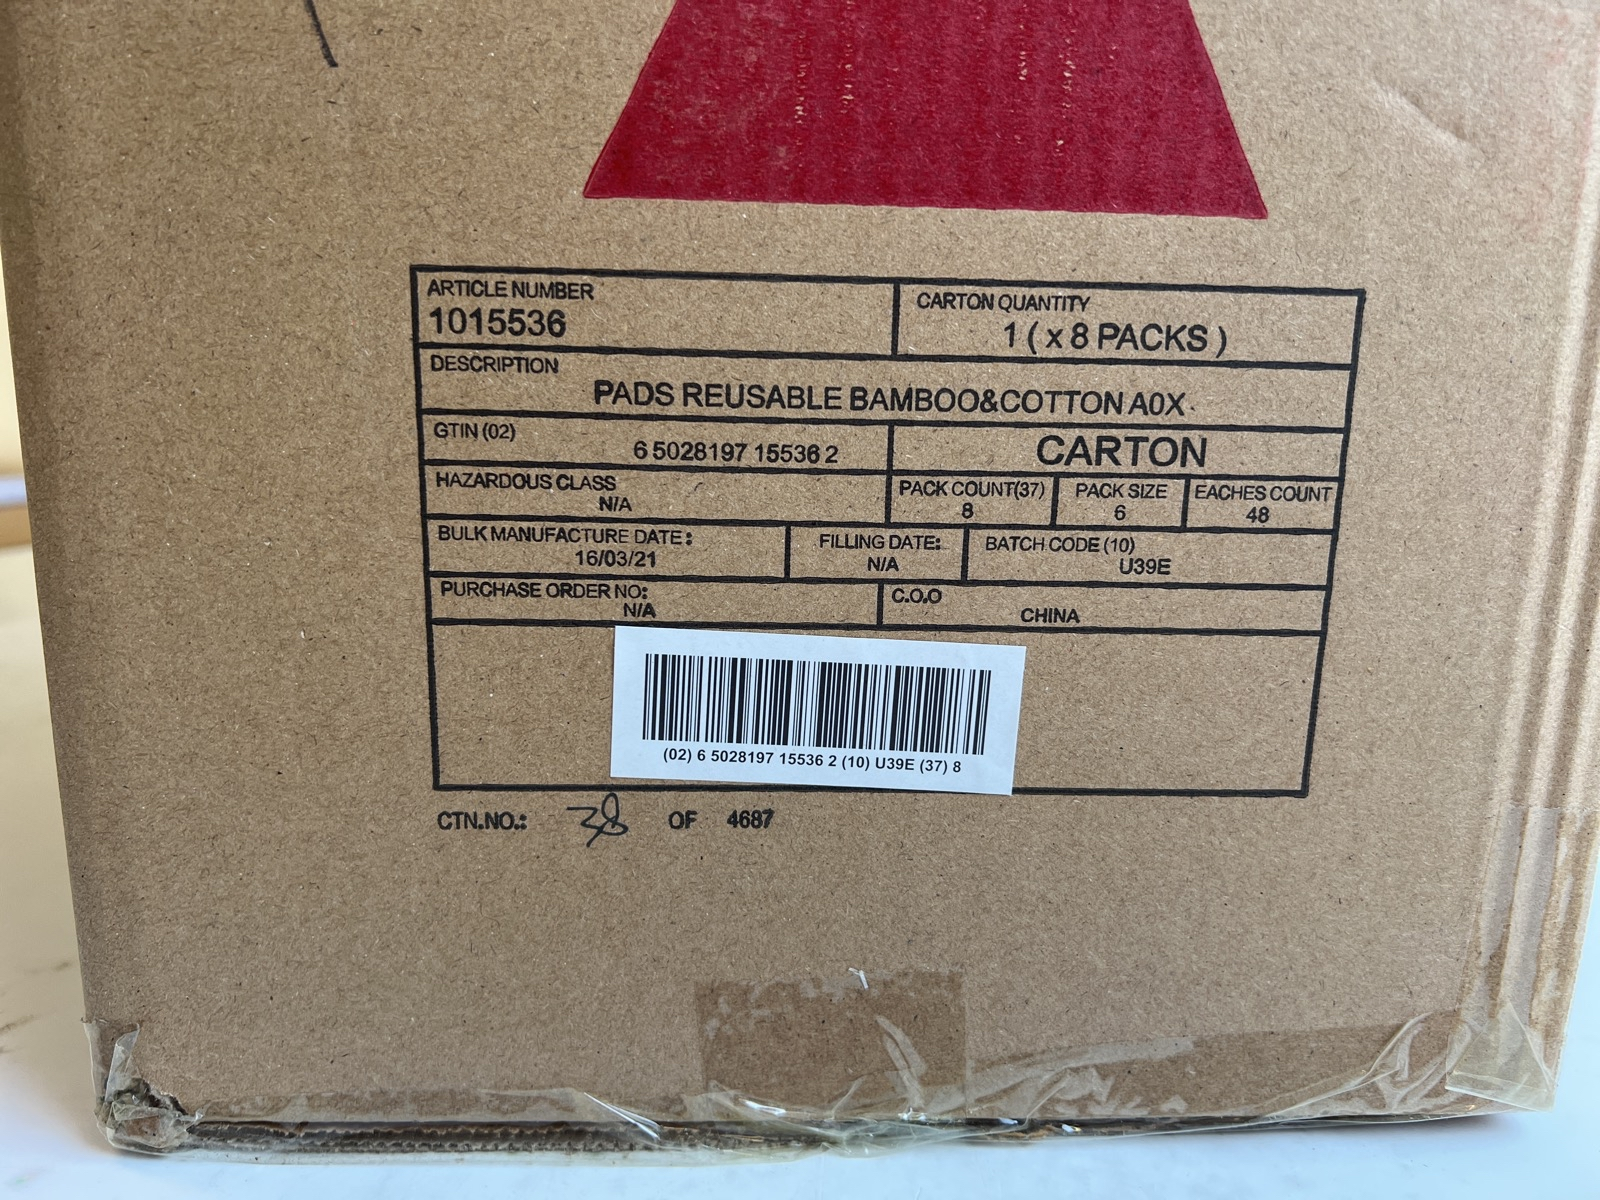 ARTICLE NUMBER
1015536
CARTON QUANTITY
1 ( x 8 PACKS )
DESCRIPTION
PADS REUSABLE BAMBOO&COTTON A0X.
GTIN (02)
6 5028197 15536 2
CARTON
HAZARDOUS CLASS
N/A
PACK COUNT(37)
8
PACK SIZE
6
EACHES COUNT
48
BULK MANUFACTURE DATE:
16/03/21
FILLING DATE:
N/A
BATCH CODE (10)
U39E
PURCHASE ORDER NO:
N/A
C.O.O
CHINA
(02) 6 5028197 15536 2 (10) U39E (37) 8
CTN.NO.: 38 OF 4687